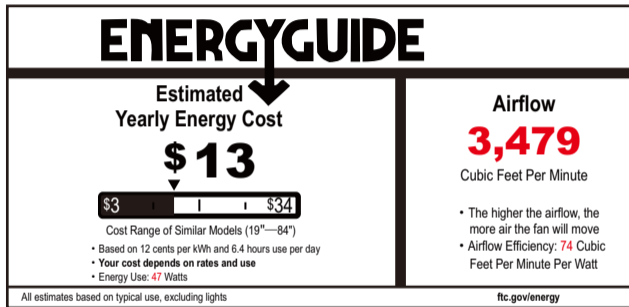 ENERGYGUIDE
Estimated
Yearly Energy Cost
$13
$3
$34
Cost Range of Similar Models (19"—84")
• Based on 12 cents per kWh and 6.4 hours use per day
• Your cost depends on rates and use
• Energy Use: 47 Watts
Airflow
3,479
Cubic Feet Per Minute
• The higher the airflow, the
more air the fan will move
• Airflow Efficiency: 74 Cubic
Feet Per Minute Per Watt
All estimates based on typical use, excluding lights
ftc.gov/energy